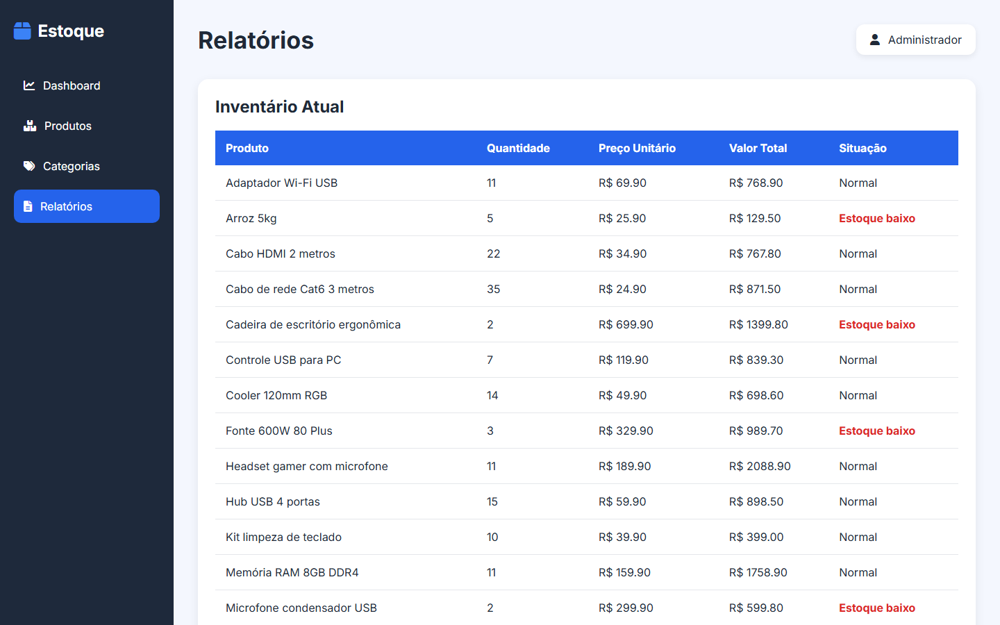 Estoque
Dashboard
Produtos
Categorias
Relatórios
Relatórios
Administrador
Inventário Atual
Produto Quantidade Preço Unitário Valor Total Situação
Adaptador Wi-Fi USB 11 R$ 69.90 R$ 768.90 Normal
Arroz 5kg 5 R$ 25.90 R$ 129.50 Estoque baixo
Cabo HDMI 2 metros 22 R$ 34.90 R$ 767.80 Normal
Cabo de rede Cat6 3 metros 35 R$ 24.90 R$ 871.50 Normal
Cadeira de escritório ergonômica 2 R$ 699.90 R$ 1399.80 Estoque baixo
Controle USB para PC 7 R$ 119.90 R$ 839.30 Normal
Cooler 120mm RGB 14 R$ 49.90 R$ 698.60 Normal
Fonte 600W 80 Plus 3 R$ 329.90 R$ 989.70 Estoque baixo
Headset gamer com microfone 11 R$ 189.90 R$ 2088.90 Normal
Hub USB 4 portas 15 R$ 59.90 R$ 898.50 Normal
Kit limpeza de teclado 10 R$ 39.90 R$ 399.00 Normal
Memória RAM 8GB DDR4 11 R$ 159.90 R$ 1758.90 Normal
Microfone condensador USB 2 R$ 299.90 R$ 599.80 Estoque baixo